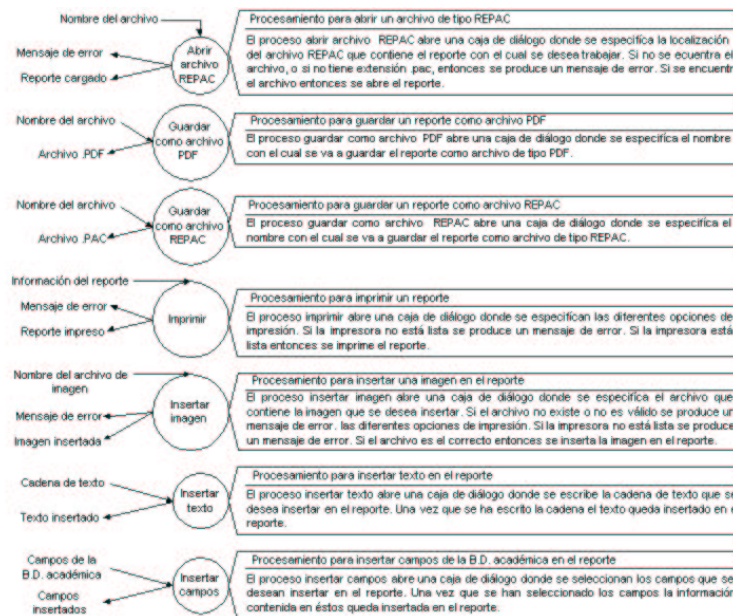 Nombre del archivo
Mensaje de error
Reporte cargado
Abrir
archivo
REPAC
Procesamiento para abrir un archivo de tipo REPAC
El proceso abrir archivo REPAC abre una caja de diálogo donde se especifica la localización
del archivo REPAC que contiene el reporte con el cual se desea trabajar. Si no se ecuentra el
archivo, o si no tiene extensión pac, entonces se produce un mensaje de error. Si se encuentr
el archivo entonces se abre el reporte.
Nombre del archivo
Archivo .PDF
Guardar
como archivo
PDF
Procesamiento para guardar un reporte como archivo PDF
El proceso guardar como archivo PDF abre una caja de diálogo donde se especifica el nombre
con el cual se va a guardar el reporte como archivo de tipo PDF.
Nombre del archivo
Archivo .PAC
Guardar
como archivo
REPAC
Procesamiento para guardar un reporte como archivo REPAC
El proceso guardar como archivo REPAC abre una caja de diálogo donde se especifica el
nombre con el cual se va a guardar el reporte como archivo de tipo REPAC.
Información del reporte
Mensaje de error
Reporte impreso
Imprimir
Procesamiento para imprimir un reporte
El proceso imprimir abre una caja de diálogo donde se especifican las diferentes opciones de
impresión. Si la impresora no está lista se produce un mensaje de error. Si la impresora está
lista entonces se imprime el reporte.
Nombre del archivo de
imagen
Mensaje de error
Imagen insertada
Insertar
imagen
Procesamiento para insertar una imagen en el reporte
El proceso insertar imagen abre una caja de diálogo donde se especifica el archivo que
contiene la imagen que se desea insertar. Si el archivo no existe o no es válido se produce un
mensaje de error. las diferentes opciones de impresión. Si la impresora no está lista se produce
un mensaje de error. Si el archivo es el correcto entonces se inserta la imagen en el reporte.
Cadena de texto
Texto insertado
Insertar
texto
Procesamiento para insertar texto en el reporte
El proceso insertar texto abre una caja de diálogo donde se escribe la cadena de texto que se
desea insertar en el reporte. Una vez que se ha escrito la cadena el texto queda insertado en e
reporte.
Campos de la
B.D. académica
Campos
insertados
Insertar
campos
Procesamiento para insertar campos de la B.D. académica en el reporte
El proceso insertar campos abre una caja de diálogo donde se seleccionan los campos que se
desean insertar en el reporte. Una vez que se han seleccionado los campos la información
contenida en éstos queda insertada en el reporte.